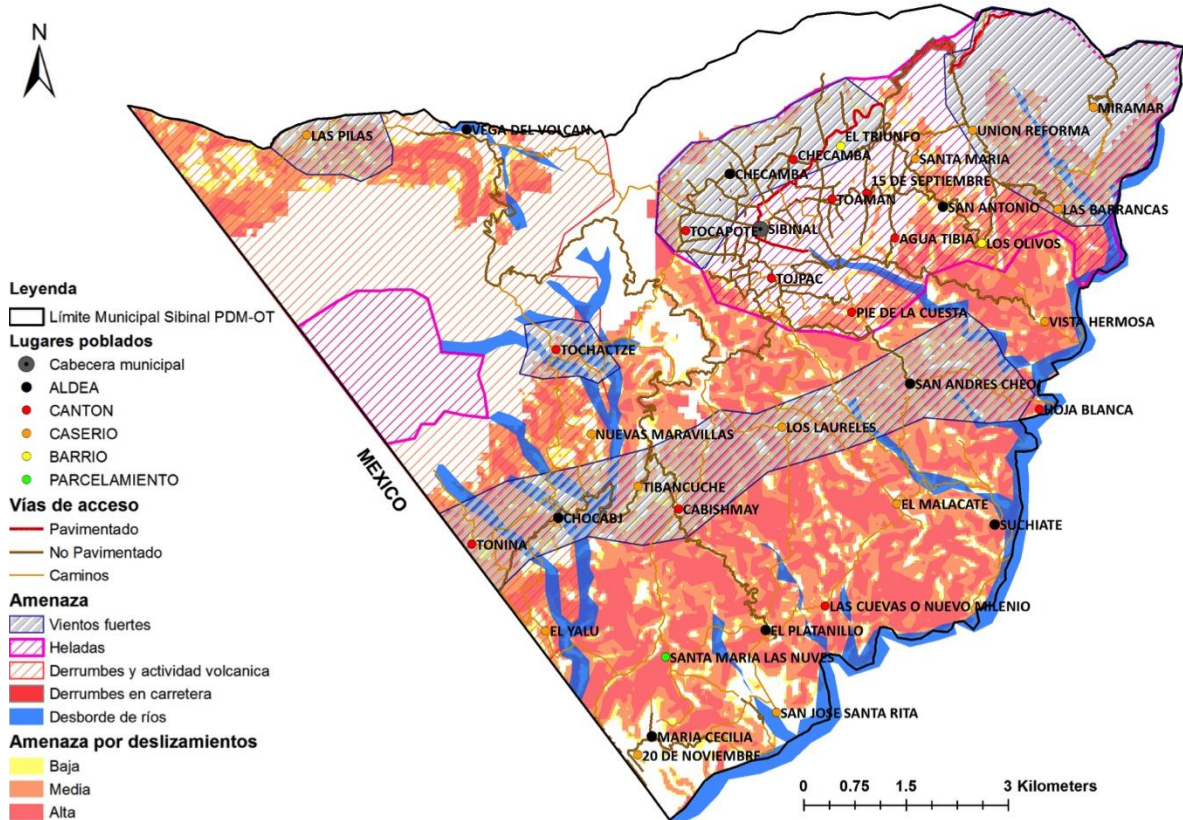 N
LAS PILAS
VEGA DEL VOLCAN
MIRAMAR
UNION REFORMA
EL TRIUNFO
CHECAMBA
SANTA MARIA
CHECAMBA
15 DE SEPTIEMBRE
TOAMAN
SAN ANTONIO
LAS BARRANCAS
TOCAPOTE
SIBINAL
AGUA TIBIA
LOS OLIVOS
TOJPAC
PIE DE LA CUESTA
VISTA HERMOSA
TOCHACTZE
SAN ANDRES CHEOJ
HOJA BLANCA
NUEVAS MARAVILLAS
LOS LAURELES
MEXICO
TIBANCUCHE
CABISHMAY
EL MALACATE
CHOCABJ
SUCHIATE
TONINA
LAS CUEVAS O NUEVO MILENIO
EL YALU
EL PLATANILLO
SANTA MARIA LAS NUVES
SAN JOSE SANTA RITA
MARIA CECILIA
20 DE NOVIEMBRE
Leyenda
Límite Municipal Sibinal PDM-OT
Lugares poblados
Cabecera municipal
ALDEA
CANTON
CASERIO
BARRIO
PARCELAMIENTO
Vías de acceso
Pavimentado
No Pavimentado
Caminos
Amenaza
Vientos fuertes
Heladas
Derrumbes y actividad volcanica
Derrumbes en carretera
Desborde de ríos
Amenaza por deslizamientos
Baja
Media
Alta
0 0.75 1.5 3 Kilometers